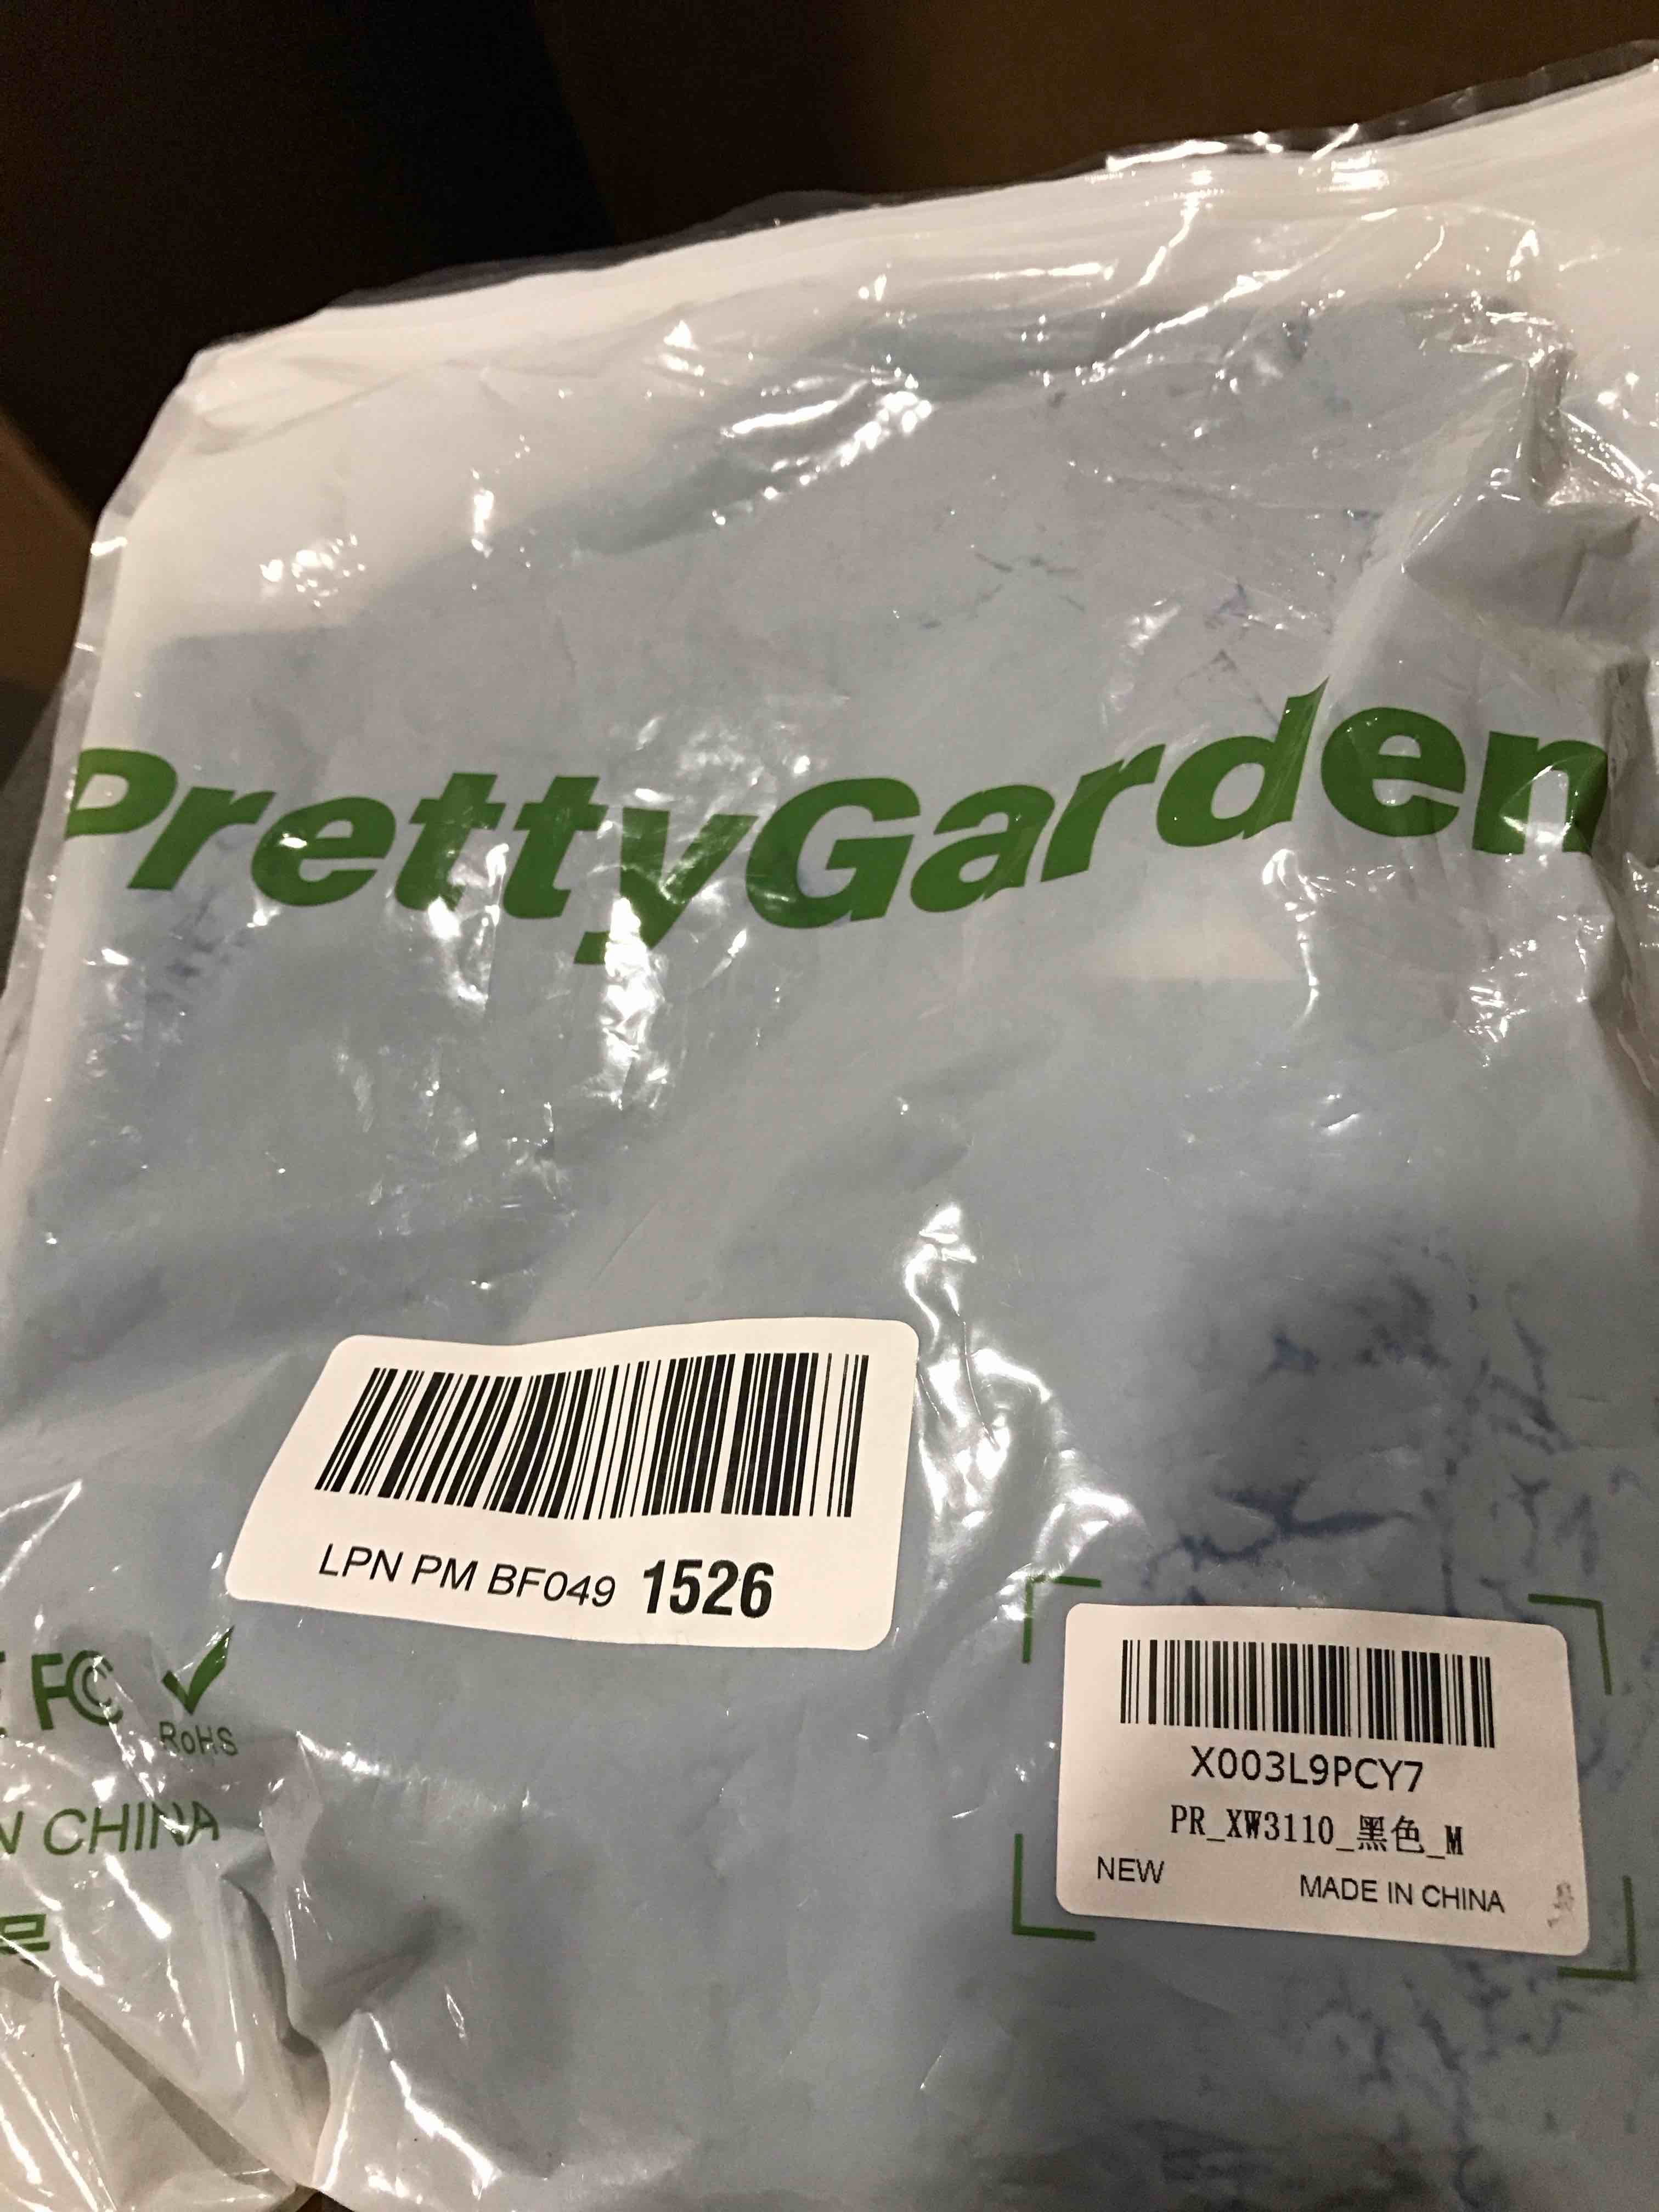 PrettyGarden
LPN PM BF049 1526
FC
RoHS
CHINA
X003L9PCY7
PR_XW3110_黑色_M
NEW MADE IN CHINA